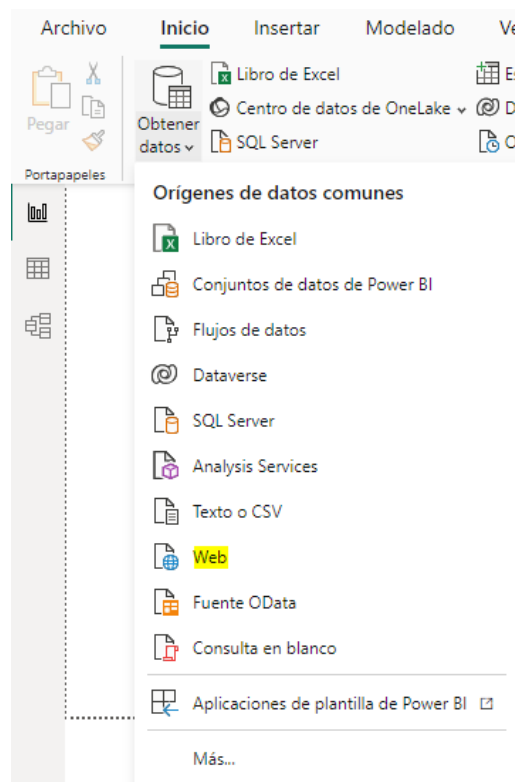 Archivo Inicio Insertar Modelado
Libro de Excel
Centro de datos de OneLake
SQL Server
Pegar
Obtener
datos
Portapapeles
Orígenes de datos comunes
Libro de Excel
Conjuntos de datos de Power BI
Flujos de datos
Dataverse
SQL Server
Analysis Services
Texto o CSV
Web
Fuente OData
Consulta en blanco
Aplicaciones de plantilla de Power BI
Más...